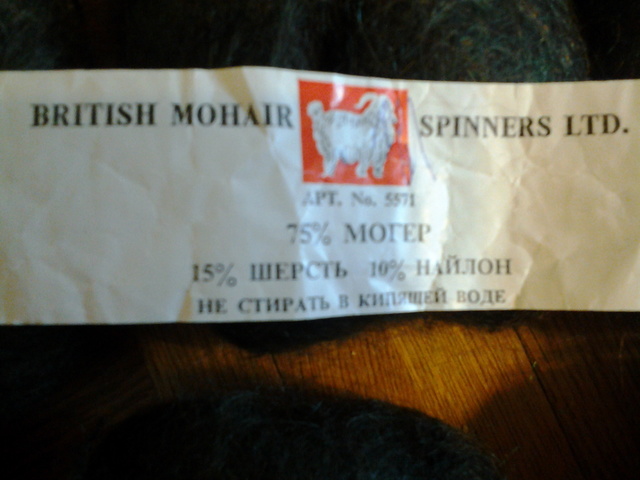 BRITISH MOHAIR SPINNERS LTD.
АРТ. No. 5571
75% МОГЕР
15% ШЕРСТЬ 10% НАЙЛОН
НЕ СТИРАТЬ В КИПЯЩЕЙ ВОДЕ